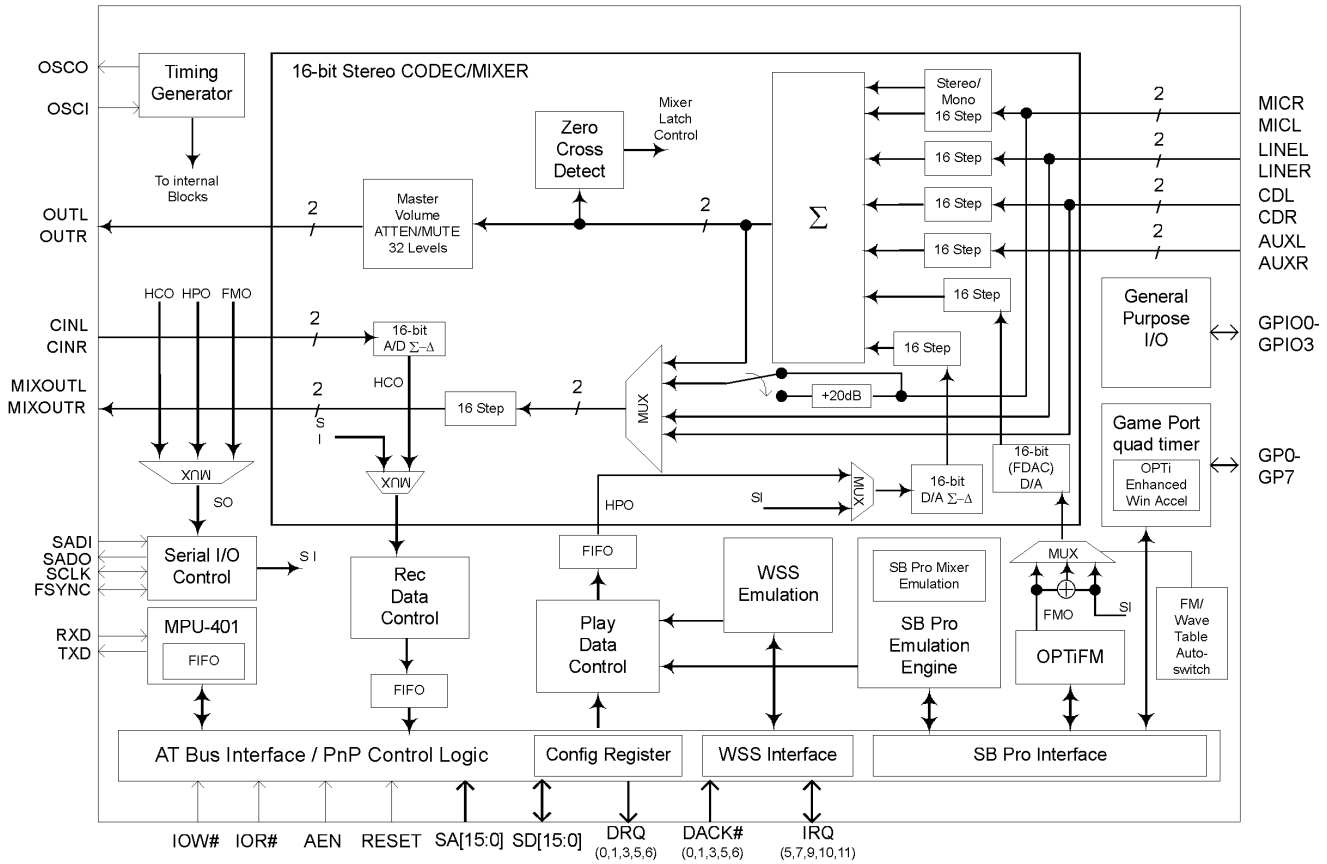 OSCO
OSCI
Timing
Generator
To internal
Blocks
16-bit Stereo CODEC/MIXER
Zero
Cross
Detect
Mixer
Latch
Control
Σ
Stereo/
Mono
16 Step
2
MICR
MICL
16 Step
2
LINEL
LINER
16 Step
2
CDL
CDR
16 Step
2
AUXL
AUXR
OUTL
OUTR
2
Master
Volume
ATTEN/MUTE
32 Levels
2
16 Step
16 Step
General
Purpose
I/O
GPIO0-
GPIO3
HCO
HPO
FMO
CINL
CINR
2
16-bit
A/D Σ–Δ
HCO
MIXOUTL
MIXOUTR
2
16 Step
2
MUX
+20dB
S
I
MUX
MUX
SO
Game Port
quad timer
OPTi
Enhanced
Win Accel
GP0-
GP7
16-bit
(FDAC)
D/A
HPO
SI
MUX
16-bit
D/A Σ–Δ
SADI
SADO
SCLK
FSYNC
Serial I/O
Control
S I
Rec
Data
Control
FIFO
FIFO
Play
Data
Control
WSS
Emulation
SB Pro Mixer
Emulation
SB Pro
Emulation
Engine
MUX
FMO
SI
OPTiFM
FM/
Wave
Table
Auto-
switch
RXD
TXD
MPU-401
FIFO
AT Bus Interface / PnP Control Logic
Config Register
WSS Interface
SB Pro Interface
IOW#
IOR#
AEN
RESET
SA[15:0]
SD[15:0]
DRQ
(0,1,3,5,6)
DACK#
(0,1,3,5,6)
IRQ
(5,7,9,10,11)